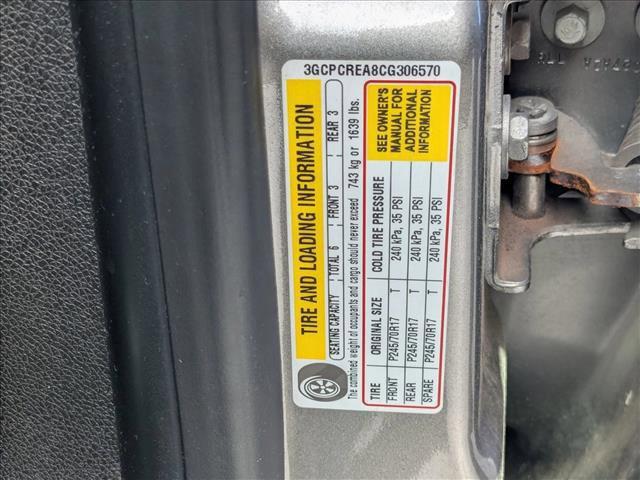 3GCPCREA8CG306570
TIRE AND LOADING INFORMATION
SEATING CAPACITY TOTAL 6 FRONT 3 REAR 3
The combined weight of occupants and cargo should never exceed 743 kg or 1639 lbs.
TIRE ORIGINAL SIZE COLD TIRE PRESSURE
FRONT P245/70R17 T 240 kPa, 35 PSI
REAR P245/70R17 T 240 kPa, 35 PSI
SPARE P245/70R17 T 240 kPa, 35 PSI
SEE OWNER'S
MANUAL FOR
ADDITIONAL
INFORMATION